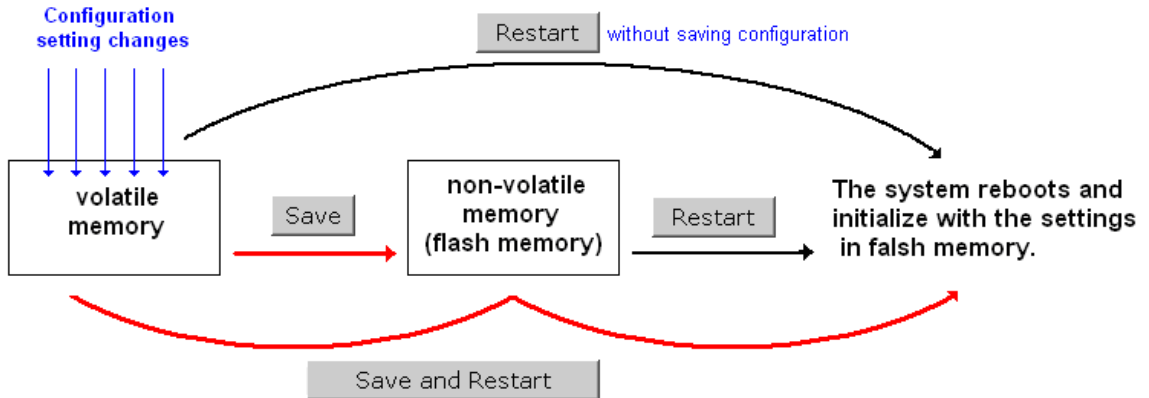 Configuration
setting changes
Restart
without saving configuration
volatile
memory
Save
non-volatile
memory
(flash memory)
Restart
The system reboots and
initialize with the settings
in falsh memory.
Save and Restart